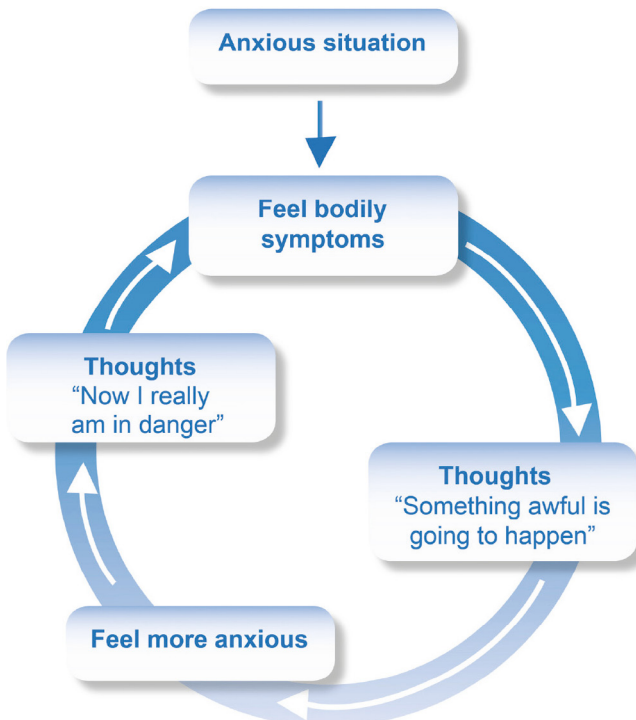 Anxious situation
Feel bodily
symptoms
Thoughts
“Something awful is
going to happen”
Feel more anxious
Thoughts
“Now I really
am in danger”